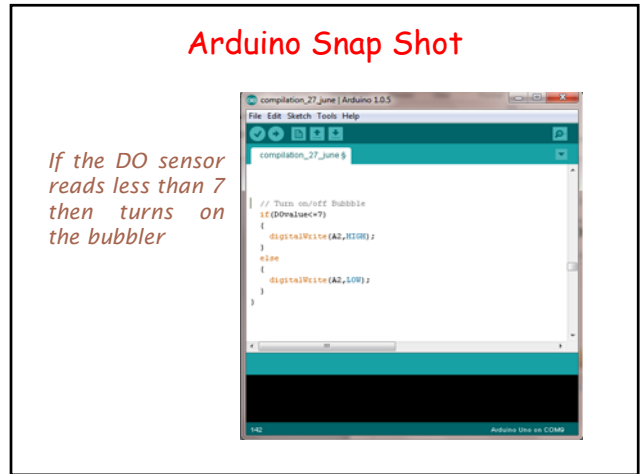 Arduino Snap Shot
If the DO sensor
reads less than 7
then turns on
the bubbler
compilation_27_june | Arduino 1.0.5
File Edit Sketch Tools Help
compilation_27_june §
// Turn on/off Bubbble
if(DOvalue<=7)
{
digitalWrite(A2,HIGH);
}
else
{
digitalWrite(A2,LOW);
}
}
142
Arduino Uno on COM9